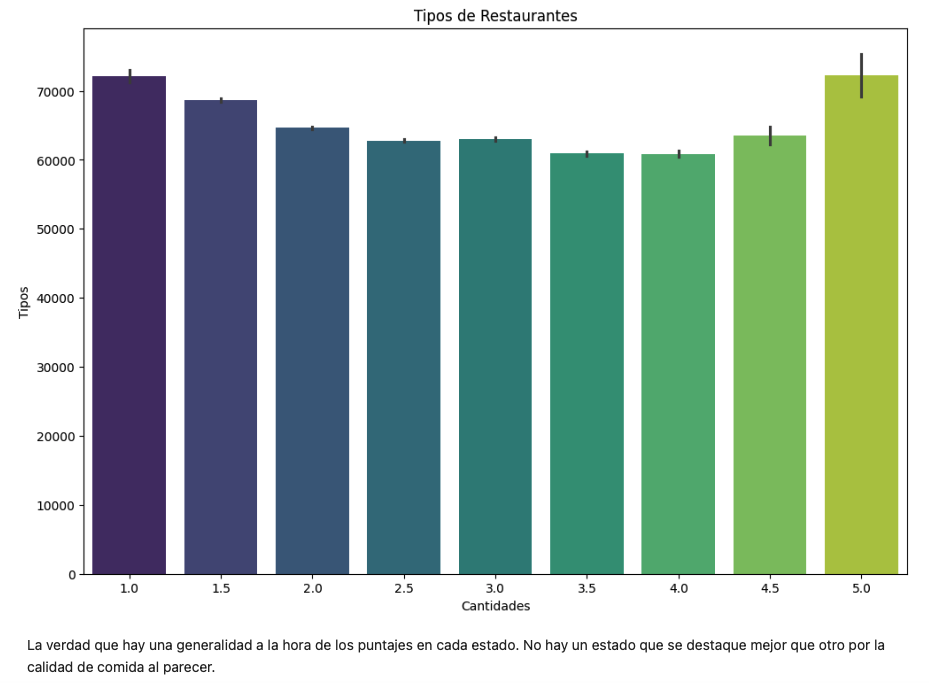 Tipos de Restaurantes
Tipos
70000
60000
50000
40000
30000
20000
10000
0
1.0 1.5 2.0 2.5 3.0 3.5 4.0 4.5 5.0
Cantidades
La verdad que hay una generalidad a la hora de los puntajes en cada estado. No hay un estado que se destaque mejor que otro por la
calidad de comida al parecer.